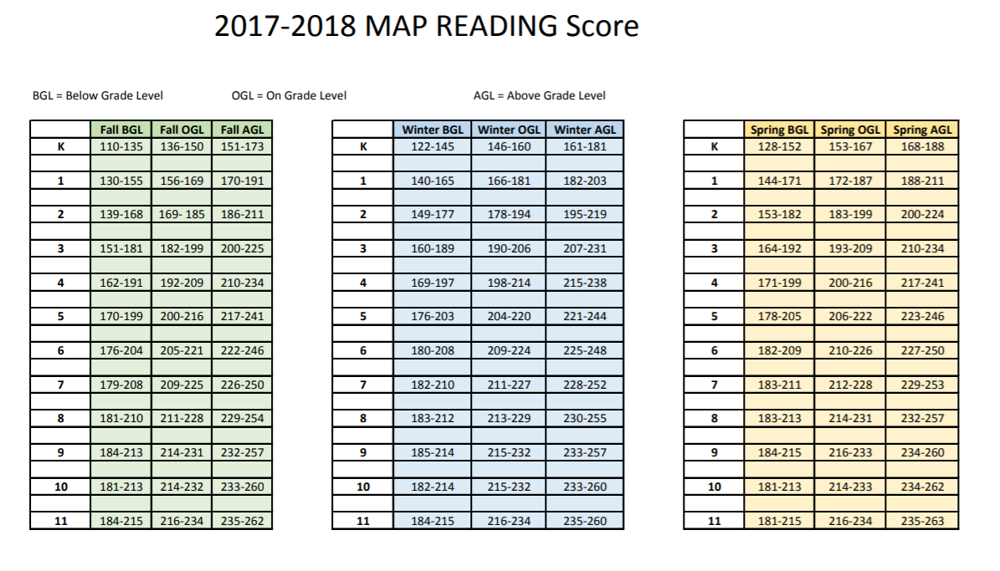 2017-2018 MAP READING Score
BGL = Below Grade Level OGL = On Grade Level AGL = Above Grade Level
Fall BGL Fall OGL Fall AGL Winter BGL Winter OGL Winter AGL Spring BGL Spring OGL Spring AGL
K 110-135 136-150 151-173 K 122-145 146-160 161-181 K 128-152 153-167 168-188
1 130-155 156-169 170-191 1 140-165 166-181 182-203 1 144-171 172-187 188-211
2 139-168 169- 185 186-211 2 149-177 178-194 195-219 2 153-182 183-199 200-224
3 151-181 182-199 200-225 3 160-189 190-206 207-231 3 164-192 193-209 210-234
4 162-191 192-209 210-234 4 169-197 198-214 215-238 4 171-199 200-216 217-241
5 170-199 200-216 217-241 5 176-203 204-220 221-244 5 178-205 206-222 223-246
6 176-204 205-221 222-246 6 180-208 209-224 225-248 6 182-209 210-226 227-250
7 179-208 209-225 226-250 7 182-210 211-227 228-252 7 183-211 212-228 229-253
8 181-210 211-228 229-254 8 183-212 213-229 230-255 8 183-213 214-231 232-257
9 184-213 214-231 232-257 9 185-214 215-232 233-257 9 184-215 216-233 234-260
10 181-213 214-232 233-260 10 182-214 215-232 233-260 10 181-213 214-233 234-262
11 184-215 216-234 235-262 11 184-215 216-234 235-260 11 181-215 216-234 235-263